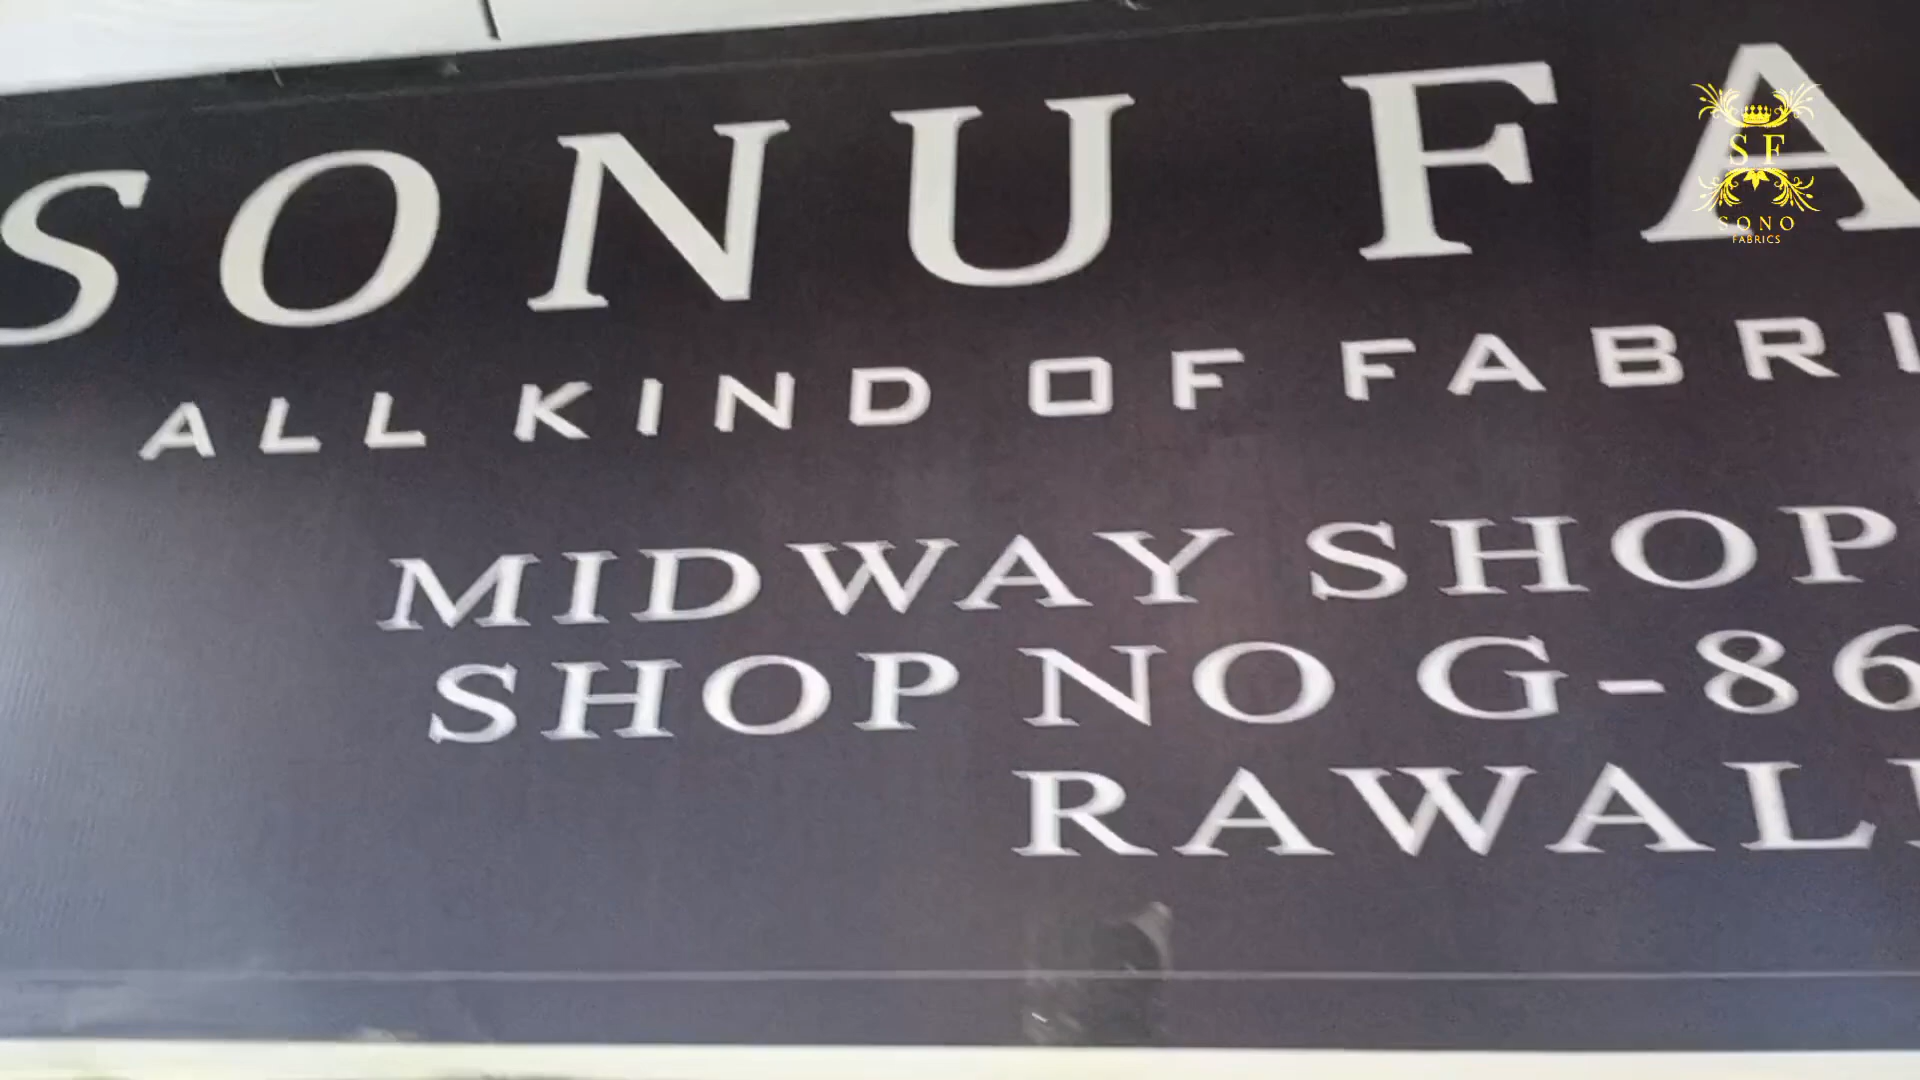 SONU FA
ALL KIND OF FABRI
MIDWAY SHOP
SHOP NO G-86
RAWAL
SF
SONO
FABRICS